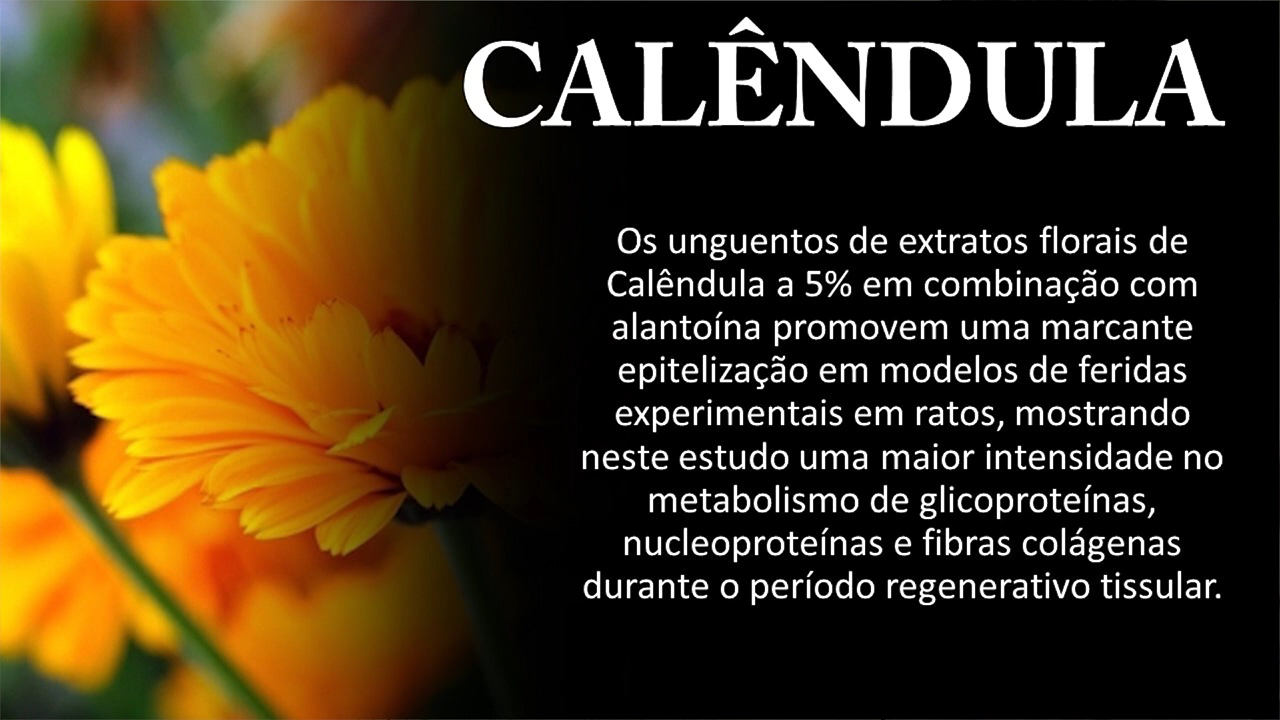 CALÊNDULA
Os unguentos de extratos florais de
Calêndula a 5% em combinação com
alantoína promovem uma marcante
epitelização em modelos de feridas
experimentais em ratos, mostrando
neste estudo uma maior intensidade no
metabolismo de glicoproteínas,
nucleoproteínas e fibras colágenas
durante o período regenerativo tissular.